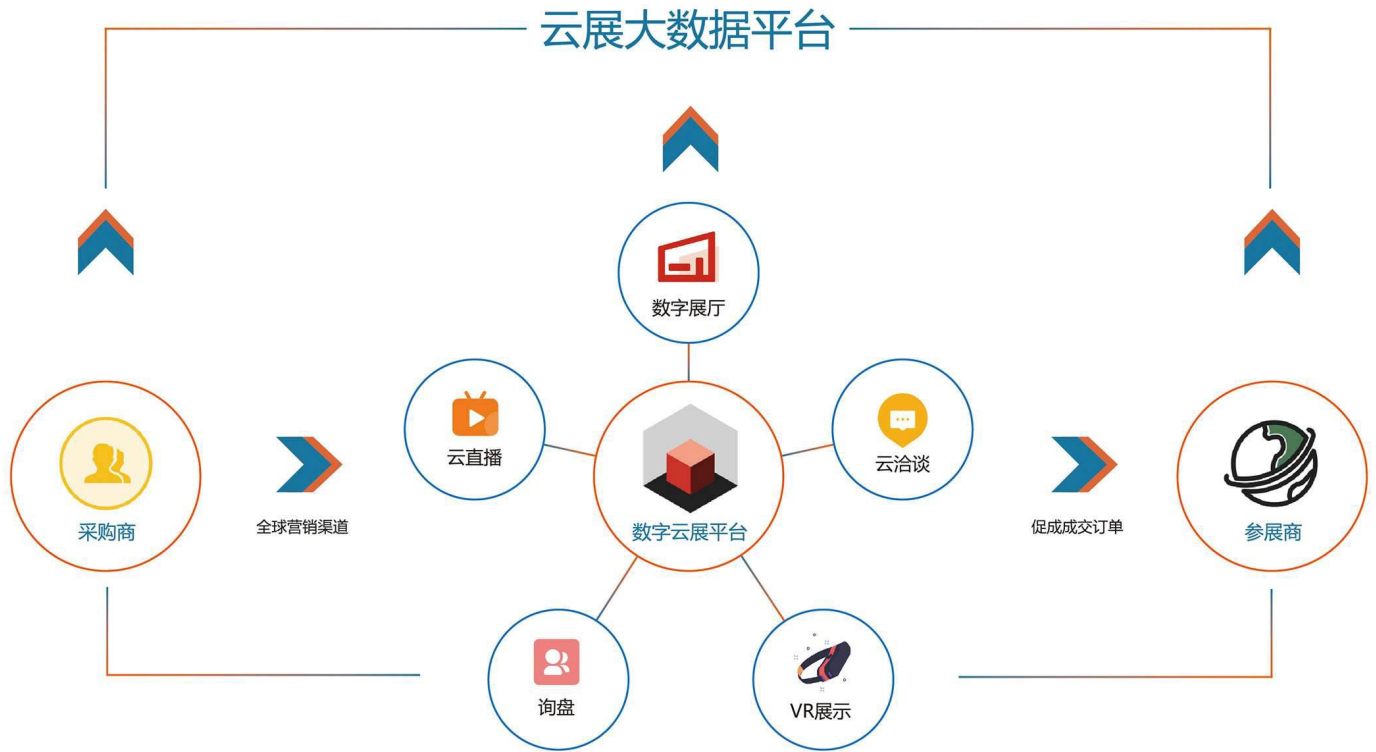 云展大数据平台
数字展厅
云直播
云洽谈
采购商
全球营销渠道
数字云展平台
促成成交订单
参展商
询盘
VR展示